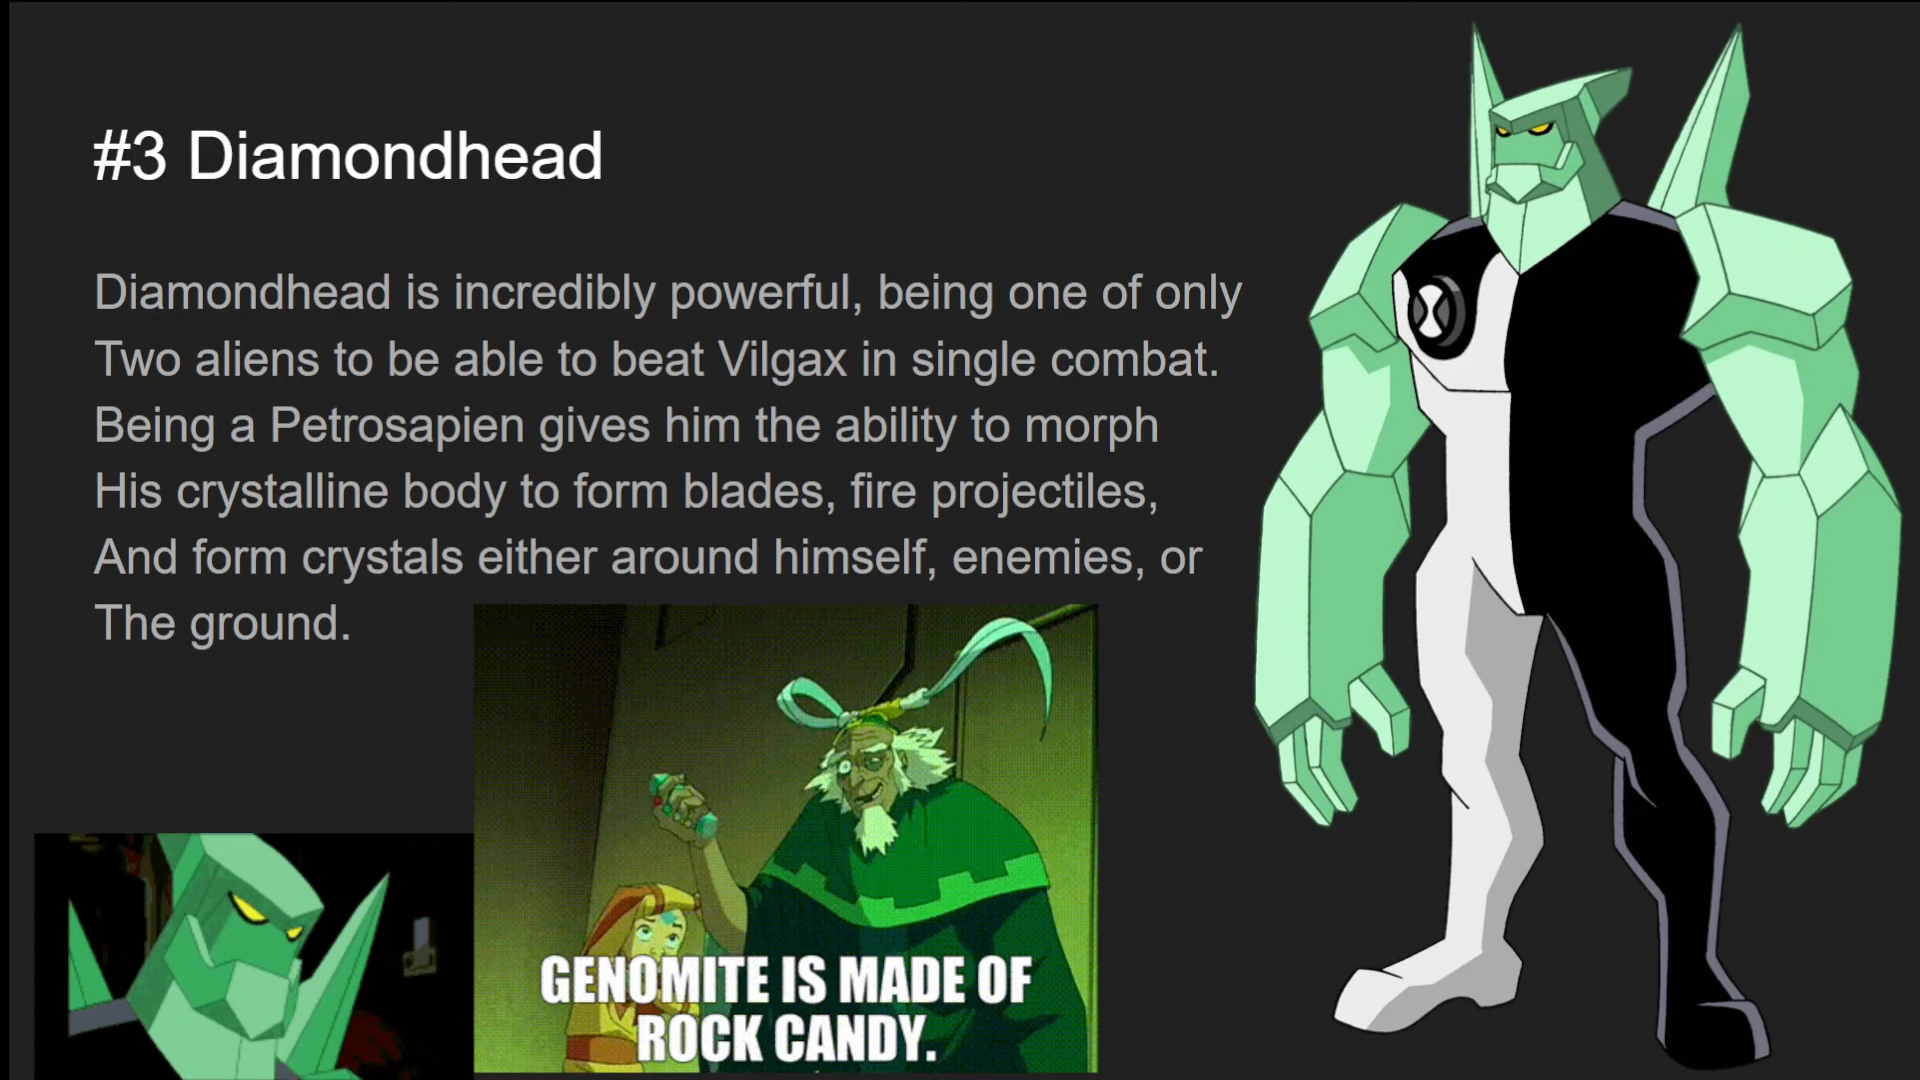 #3 Diamondhead
Diamondhead is incredibly powerful, being one of only
Two aliens to be able to beat Vilgax in single combat.
Being a Petrosapien gives him the ability to morph
His crystalline body to form blades, fire projectiles,
And form crystals either around himself, enemies, or
The ground.
GENOMITE IS MADE OF
ROCK CANDY.